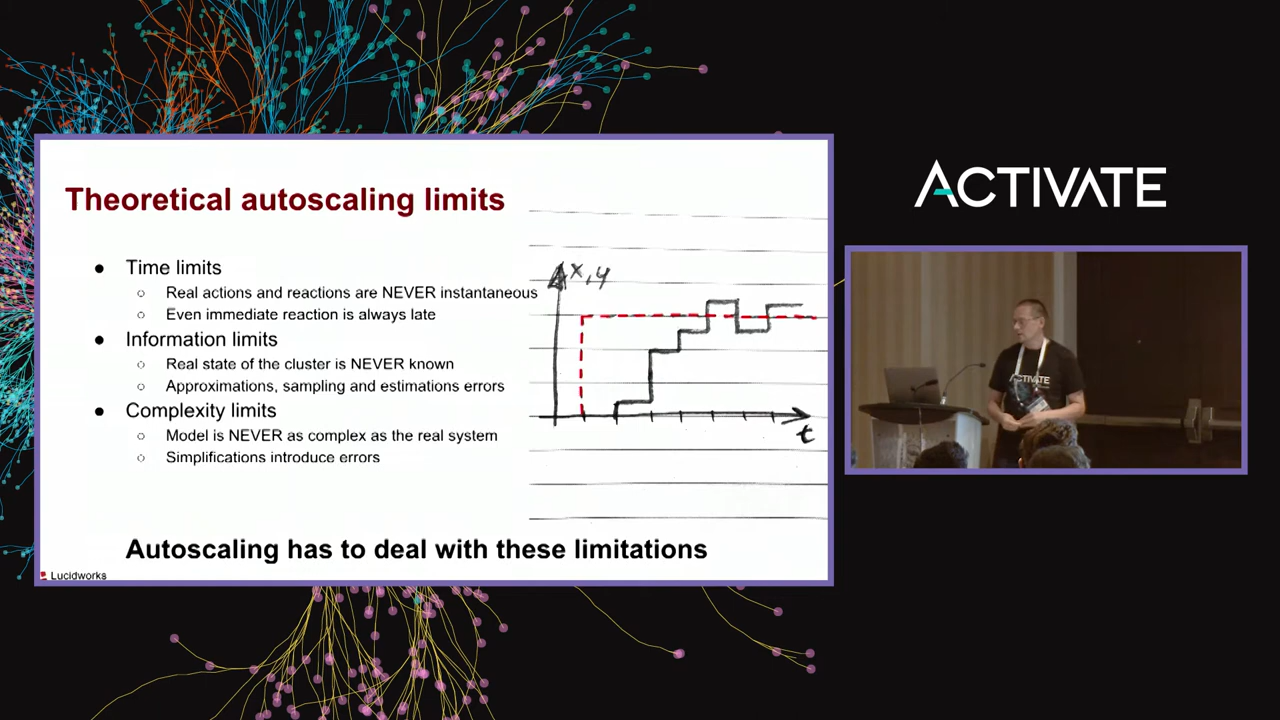 ACTIVATE
Theoretical autoscaling limits
● Time limits
○ Real actions and reactions are NEVER instantaneous
○ Even immediate reaction is always late
● Information limits
○ Real state of the cluster is NEVER known
○ Approximations, sampling and estimations errors
● Complexity limits
○ Model is NEVER as complex as the real system
○ Simplifications introduce errors
x, y
t
Autoscaling has to deal with these limitations
Lucidworks
ACTIVATE